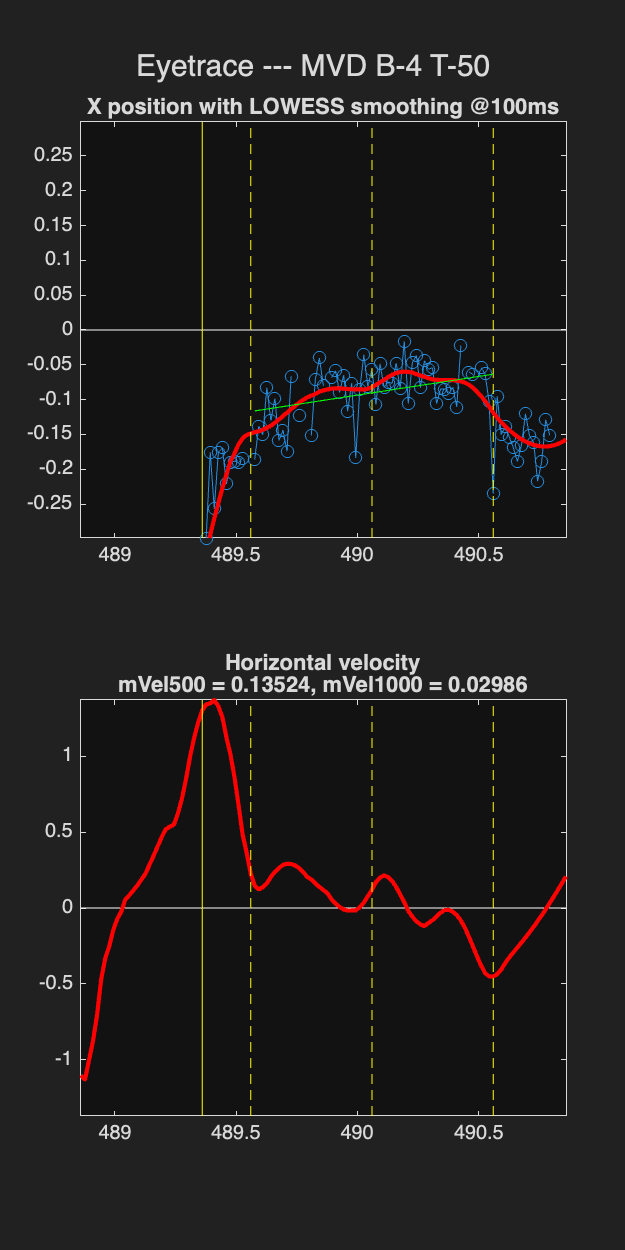 Eyetrace --- MVD B-4 T-50
X position with LOWESS smoothing @100ms
0.25
0.2
0.15
0.1
0.05
0
-0.05
-0.1
-0.15
-0.2
-0.25
489 489.5 490 490.5
Horizontal velocity
mVel500 = 0.13524, mVel1000 = 0.02986
1
0.5
0
-0.5
-1
489 489.5 490 490.5